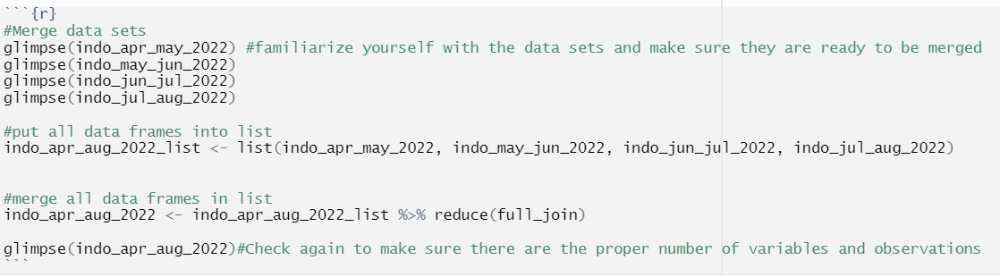 ```{r}
#Merge data sets
glimpse(indo_apr_may_2022) #familiarize yourself with the data sets and make sure they are ready to be merged
glimpse(indo_may_jun_2022)
glimpse(indo_jun_jul_2022)
glimpse(indo_jul_aug_2022)
#put all data frames into list
indo_apr_aug_2022_list <- list(indo_apr_may_2022, indo_may_jun_2022, indo_jun_jul_2022, indo_jul_aug_2022)
#merge all data frames in list
indo_apr_aug_2022 <- indo_apr_aug_2022_list %>% reduce(full_join)
glimpse(indo_apr_aug_2022)#Check again to make sure there are the proper number of variables and observations
```